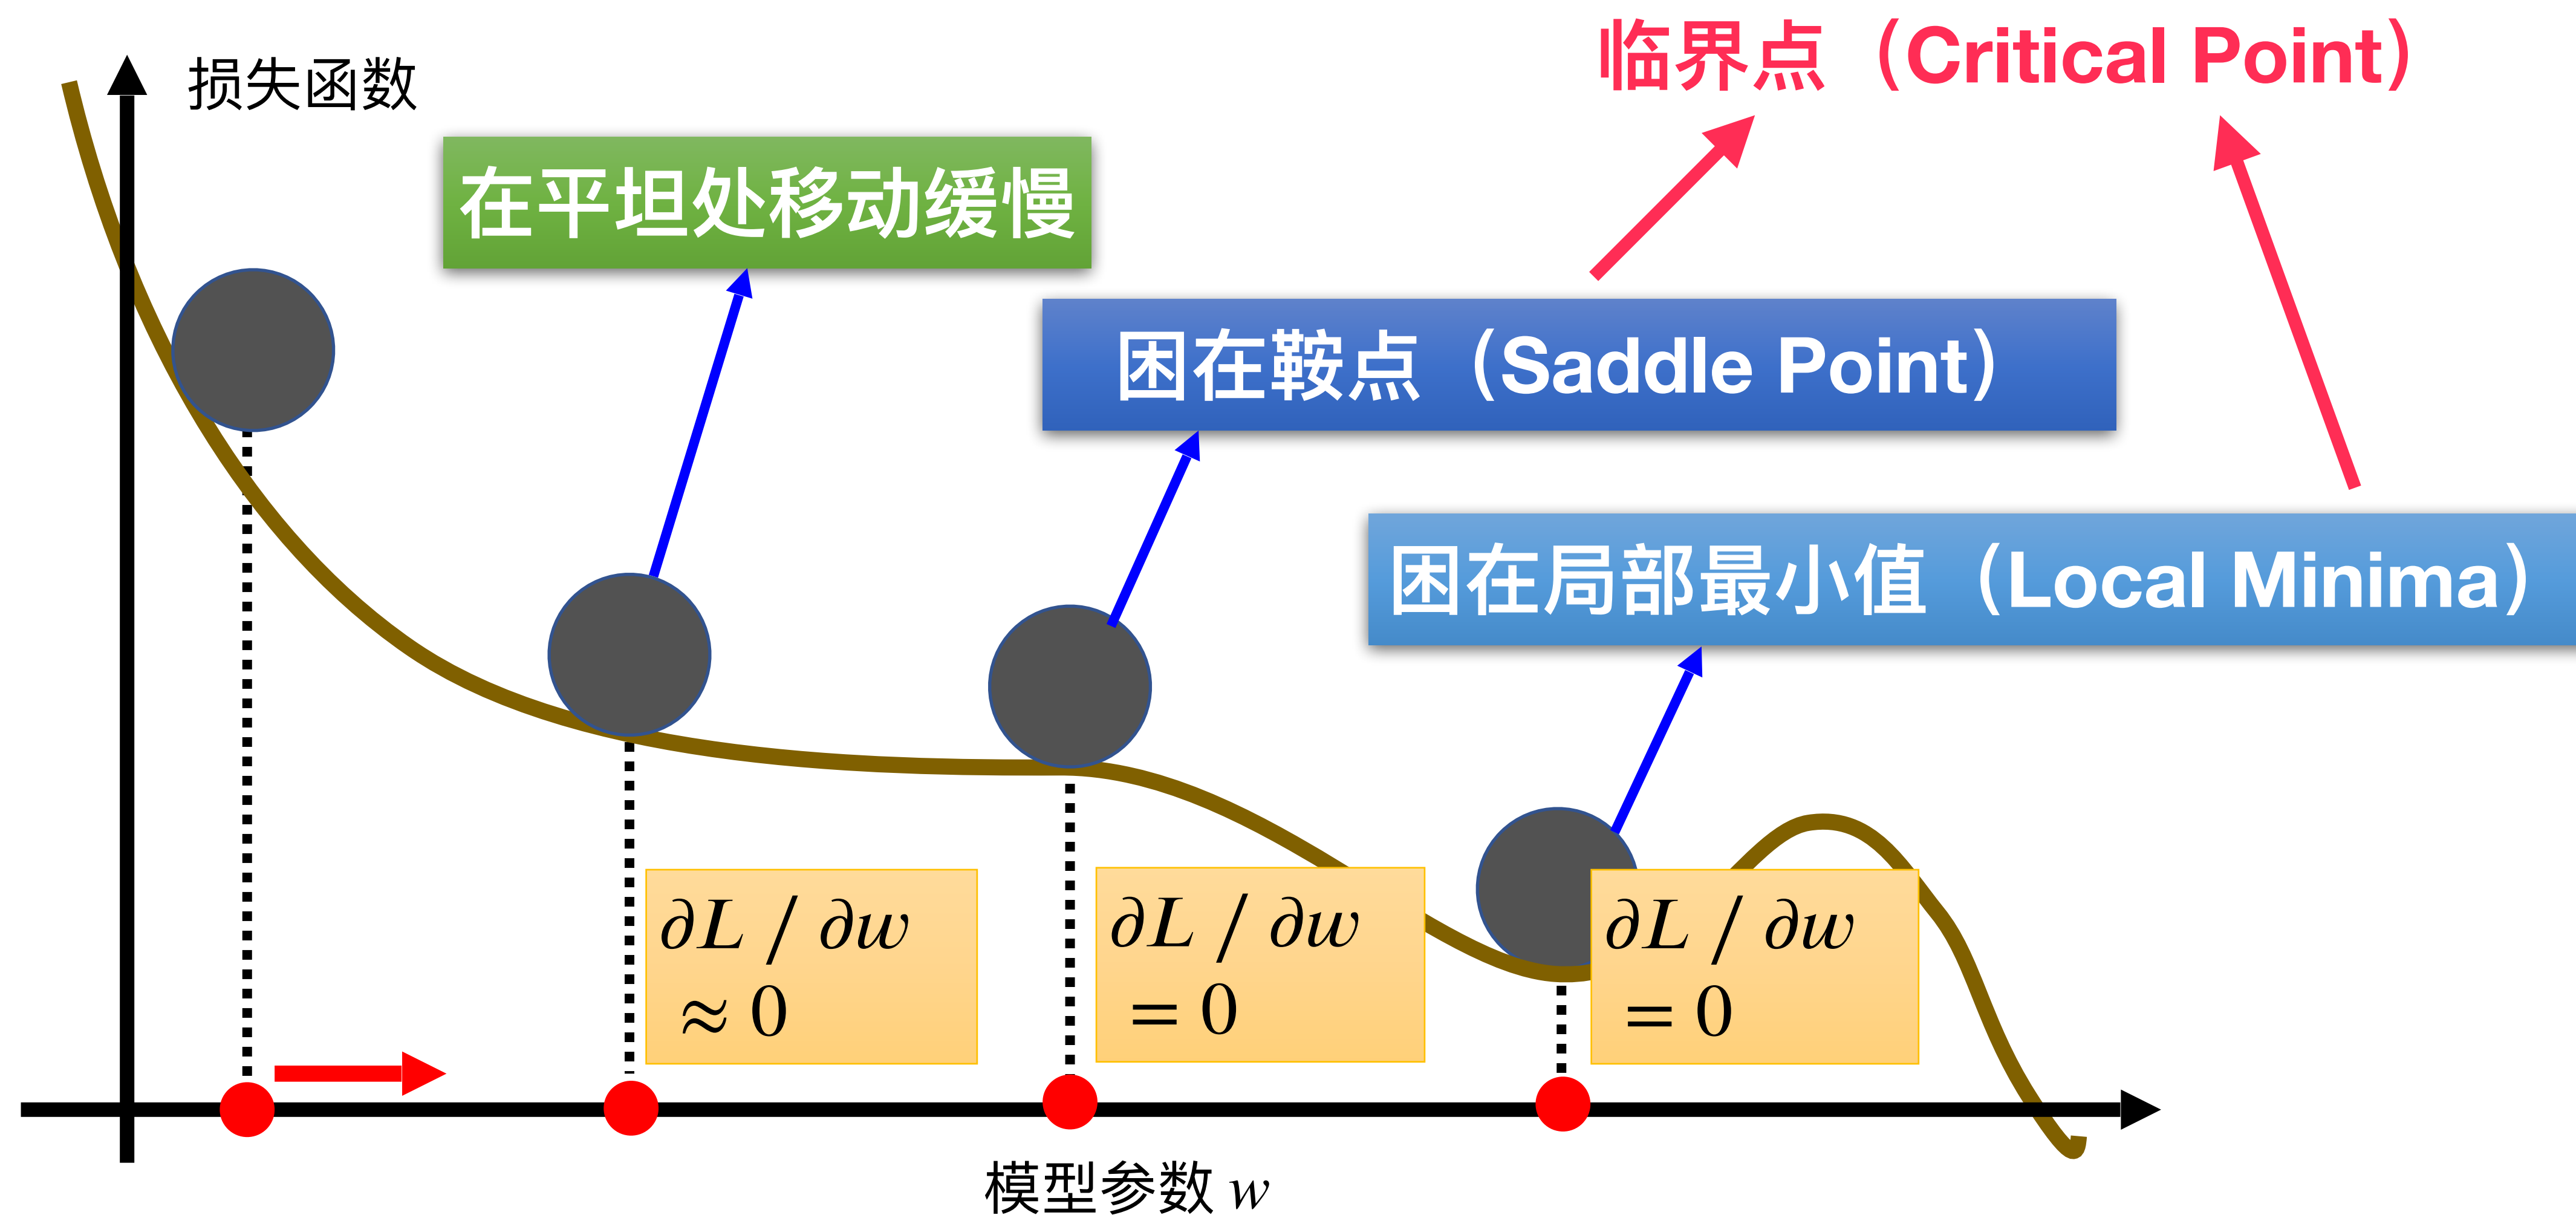 临界点（Critical Point）
损失函数
在平坦处移动缓慢
困在鞍点（Saddle Point）
困在局部最小值（Local Minima）
∂L / ∂w
≈ 0
∂L / ∂w
= 0
∂L / ∂w
= 0
模型参数 w